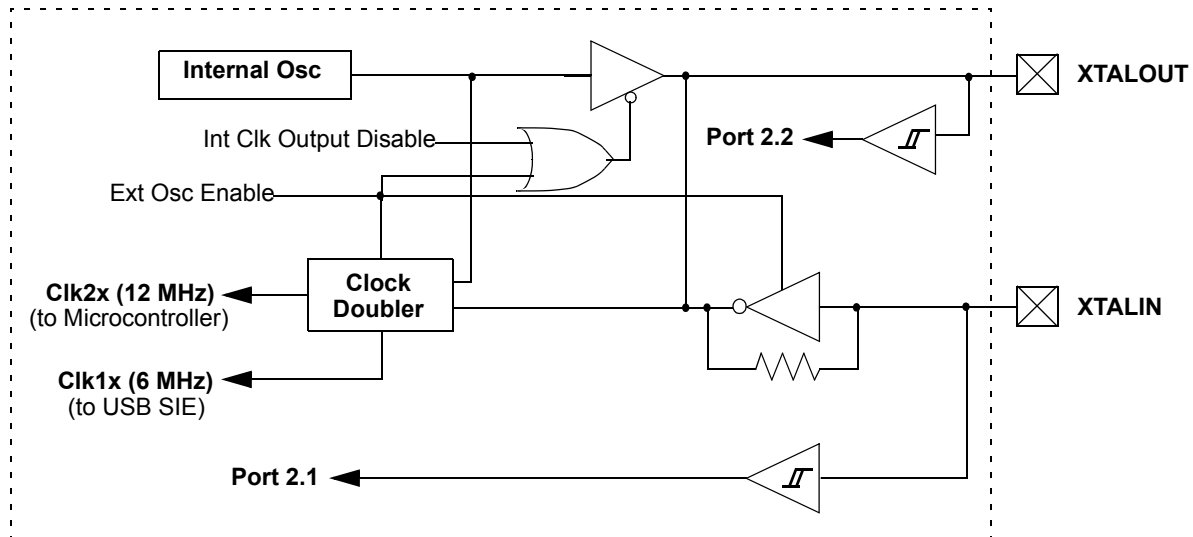 Internal Osc
XTALOUT
Int Clk Output Disable
Port 2.2
Ext Osc Enable
Clock
Doubler
Clk2x (12 MHz)
(to Microcontroller)
XTALIN
Clk1x (6 MHz)
(to USB SIE)
Port 2.1